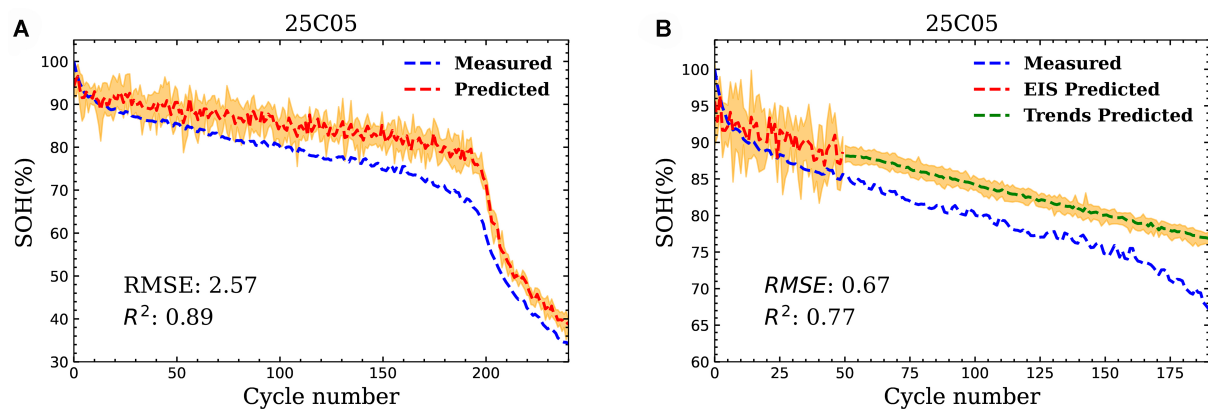 A
25C05
SOH(%)
100
90
80
70
60
50
40
30
Measured
Predicted
RMSE: 2.57
R²: 0.89
0
50
100
150
200
Cycle number
B
25C05
SOH(%)
100
95
90
85
80
75
70
65
60
Measured
EIS Predicted
Trends Predicted
RMSE: 0.67
R²: 0.77
0
25
50
75
100
125
150
175
Cycle number